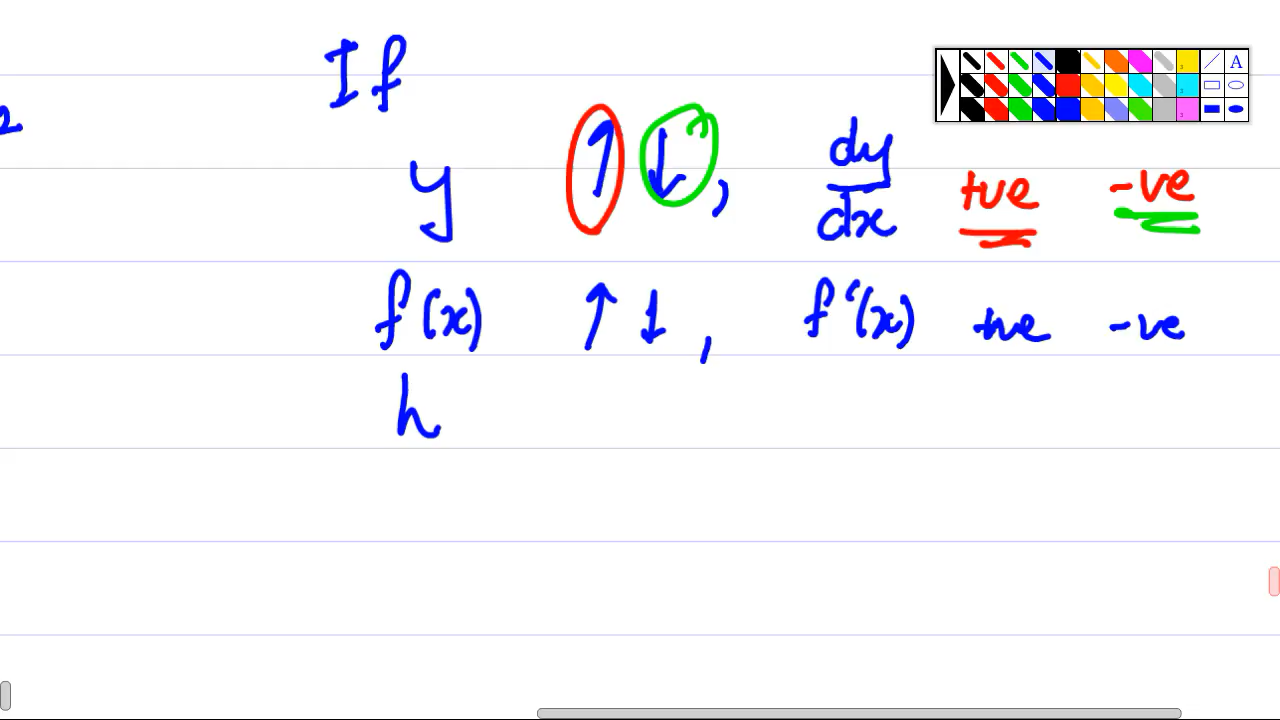 If
y ↑ ↓, dy/dx +ve -ve
f(x) ↑ ↓, f'(x) +ve -ve
h
A